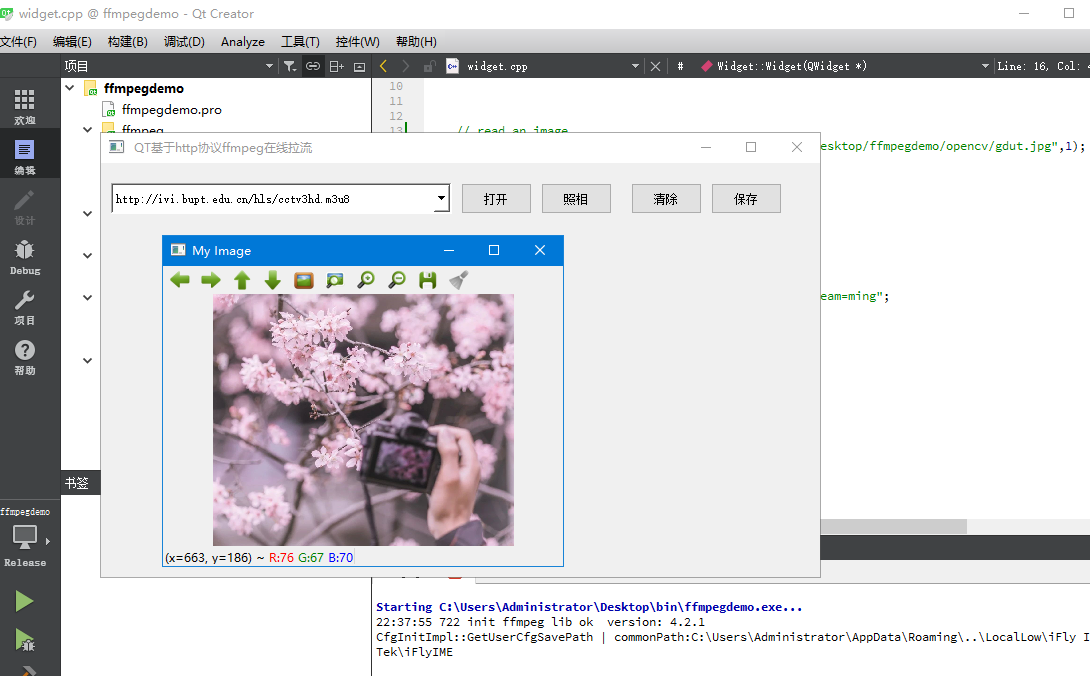 widget.cpp @ ffmpegdemo - Qt Creator
文件(F) 编辑(E) 构建(B) 调试(D) Analyze 工具(T) 控件(W) 帮助(H)
项目
widget.cpp
# Widget::Widget(QWidget *)
Line: 16, Col: 4
欢迎
编辑
设计
Debug
项目
帮助
ffmpegdemo
Release
ffmpegdemo
ffmpegdemo.pro
ffmpeg
书签
10
11
12
13
// read an image
esktop/ffmpegdemo/opencv/gdut.jpg",1);
eam=ming";
QT基于http协议ffmpeg在线拉流
http://ivi.bupt.edu.cn/hls/cctv3hd.m3u8
打开 照相 清除 保存
My Image
(x=663, y=186) ~ R:76 G:67 B:70
Starting C:\Users\Administrator\Desktop\bin\ffmpegdemo.exe...
22:37:55 722 init ffmpeg lib ok  version: 4.2.1
CfgInitImpl::GetUserCfgSavePath | commonPath:C:\Users\Administrator\AppData\Roaming\..\LocalLow\iFly I
Tek\iFlyIME